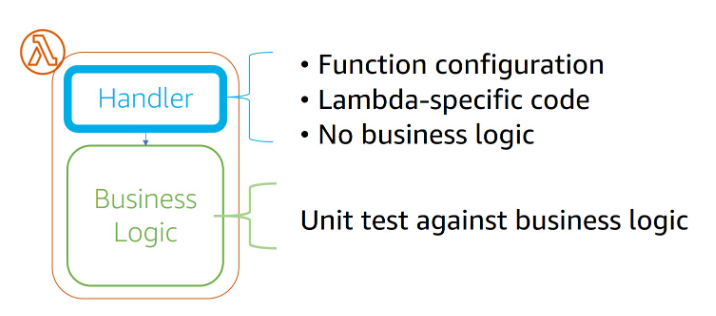 Handler
• Function configuration
• Lambda-specific code
• No business logic
Business
Logic
Unit test against business logic